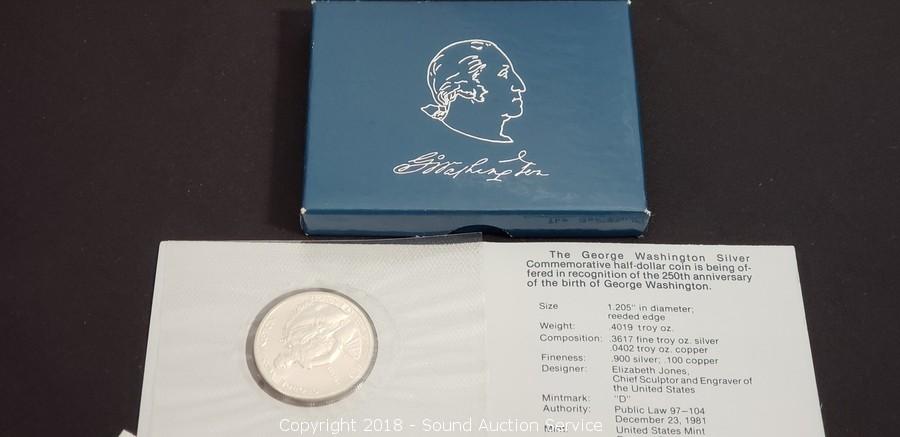 GWashington
The George Washington Silver
Commemorative half-dollar coin is being of-
fered in recognition of the 250th anniversary
of the birth of George Washington.
Size 1.205" in diameter;
reeded edge
Weight: .4019 troy oz.
Composition: .3617 fine troy oz. silver
.0402 troy oz. copper
Fineness: .900 silver; .100 copper
Designer: Elizabeth Jones,
Chief Sculptor and Engraver of
the United States
Mintmark: "D"
Authority: Public Law 97-104
December 23, 1981
Mint: United States Mint
Copyright 2018 - Sound Auction Service